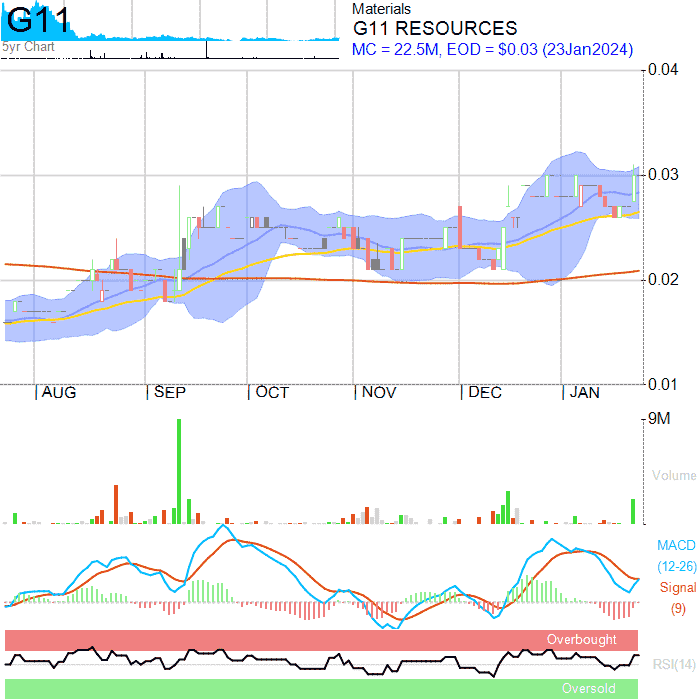 G11
5yr Chart
Materials
G11 RESOURCES
MC = 22.5M, EOD = $0.03 (23Jan2024)
0.04
0.03
0.02
0.01
AUG SEP OCT NOV DEC JAN
9M
Volume
MACD
(12-26)
Signal
(9)
Overbought
RSI(14)
Oversold